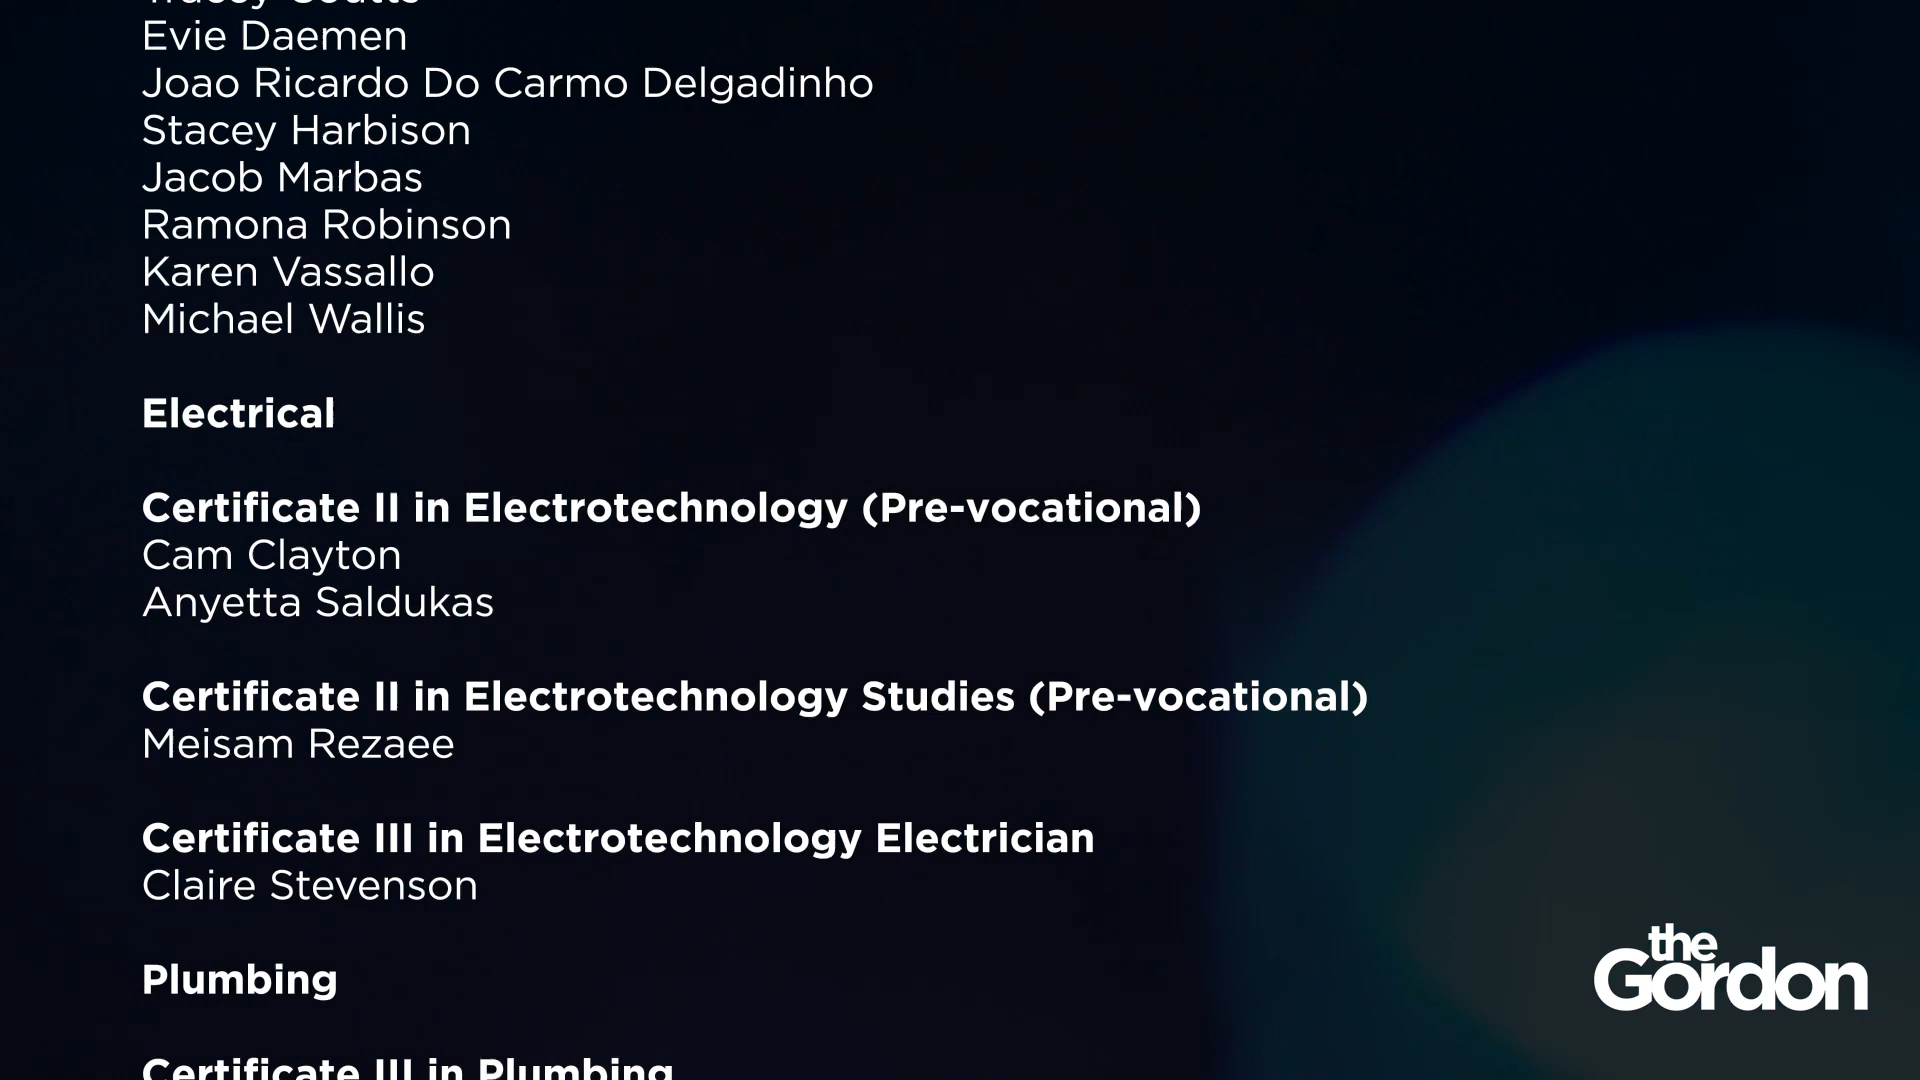 Tracey Coutts
Evie Daemen
Joao Ricardo Do Carmo Delgadinho
Stacey Harbison
Jacob Marbas
Ramona Robinson
Karen Vassallo
Michael Wallis
Electrical
Certificate II in Electrotechnology (Pre-vocational)
Cam Clayton
Anyetta Saldukas
Certificate II in Electrotechnology Studies (Pre-vocational)
Meisam Rezaee
Certificate III in Electrotechnology Electrician
Claire Stevenson
Plumbing
Certificate III in Plumbing
the
Gordon